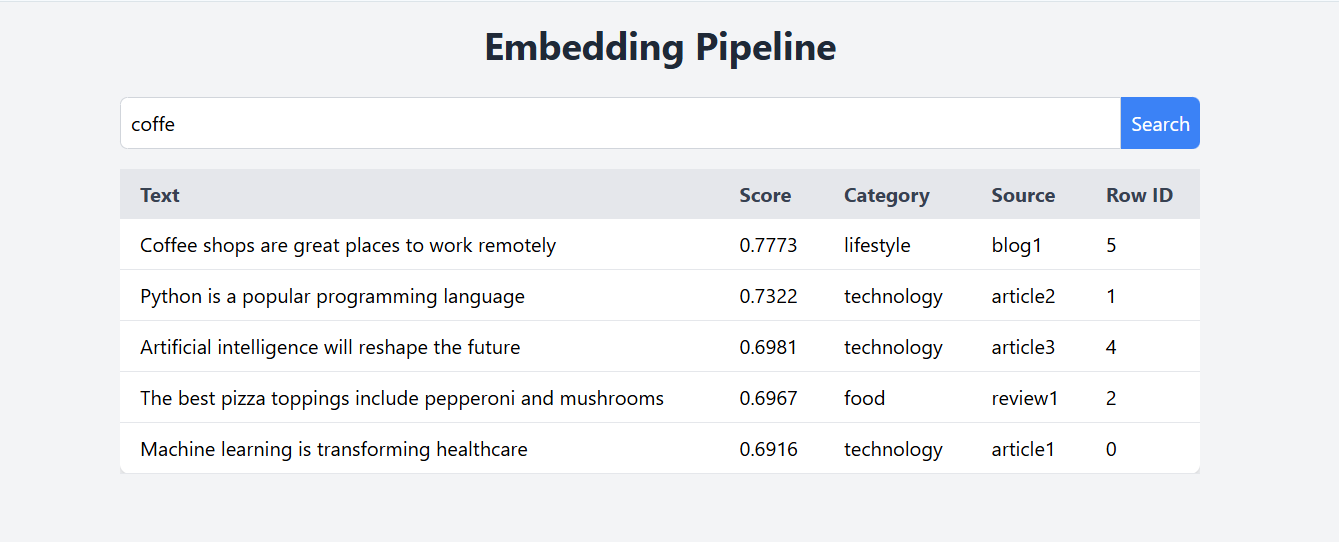 Embedding Pipeline
coffe Search
Text Score Category Source Row ID
Coffee shops are great places to work remotely 0.7773 lifestyle blog1 5
Python is a popular programming language 0.7322 technology article2 1
Artificial intelligence will reshape the future 0.6981 technology article3 4
The best pizza toppings include pepperoni and mushrooms 0.6967 food review1 2
Machine learning is transforming healthcare 0.6916 technology article1 0